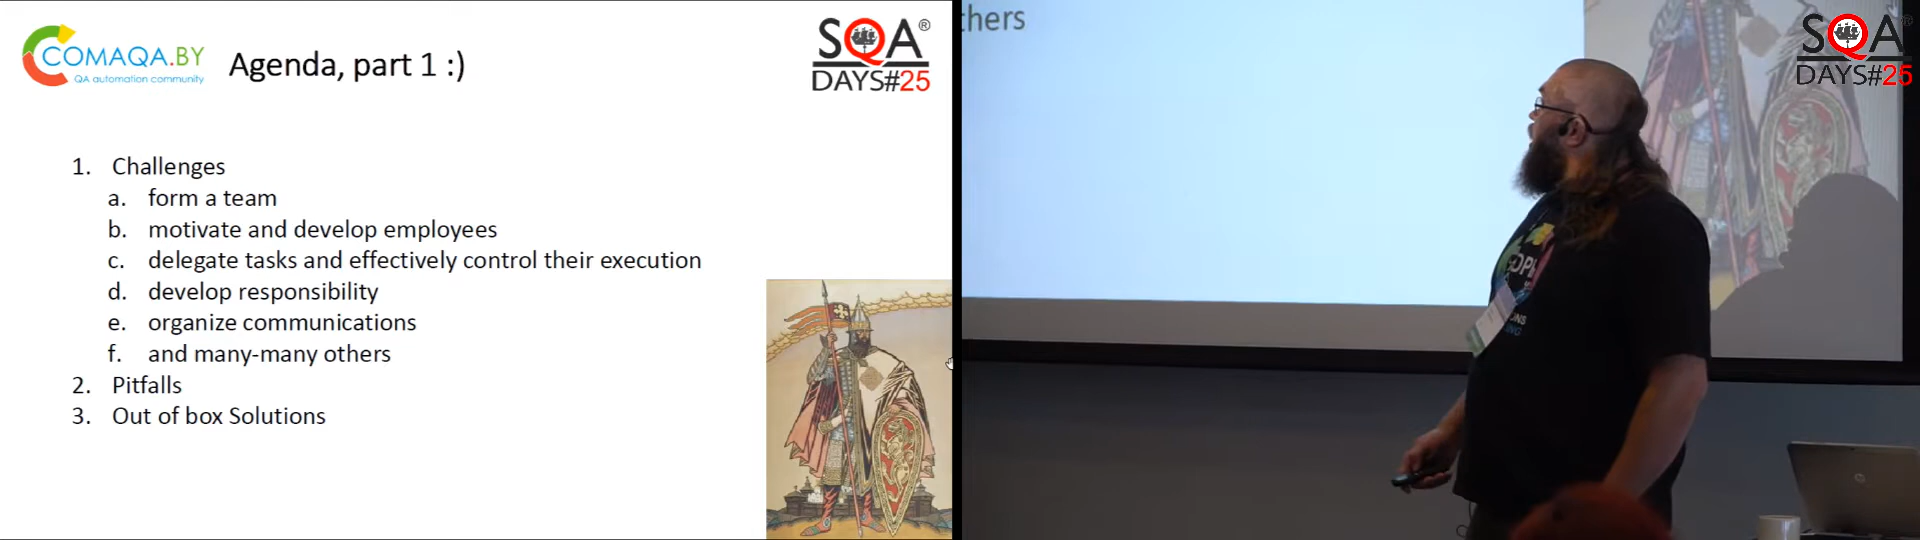 COMAQA.BY
QA automation community
Agenda, part 1 :)
SQA®
DAYS#25
1. Challenges
a. form a team
b. motivate and develop employees
c. delegate tasks and effectively control their execution
d. develop responsibility
e. organize communications
f. and many-many others
2. Pitfalls
3. Out of box Solutions
thers
SQA®
DAYS#25